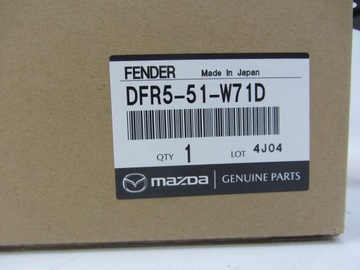 FENDER Made In Japan
DFR5-51-W71D
QTY 1 LOT 4J04
mazda GENUINE PARTS